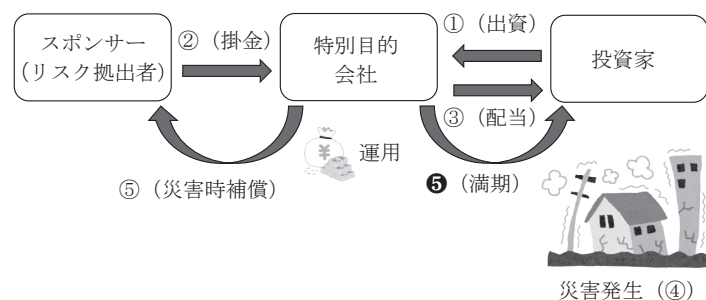 スポンサー
（リスク拠出者）
②（掛金）
特別目的
会社
①（出資）
③（配当）
投資家
¥
運用
⑤（災害時補償）
❺（満期）
災害発生（④）